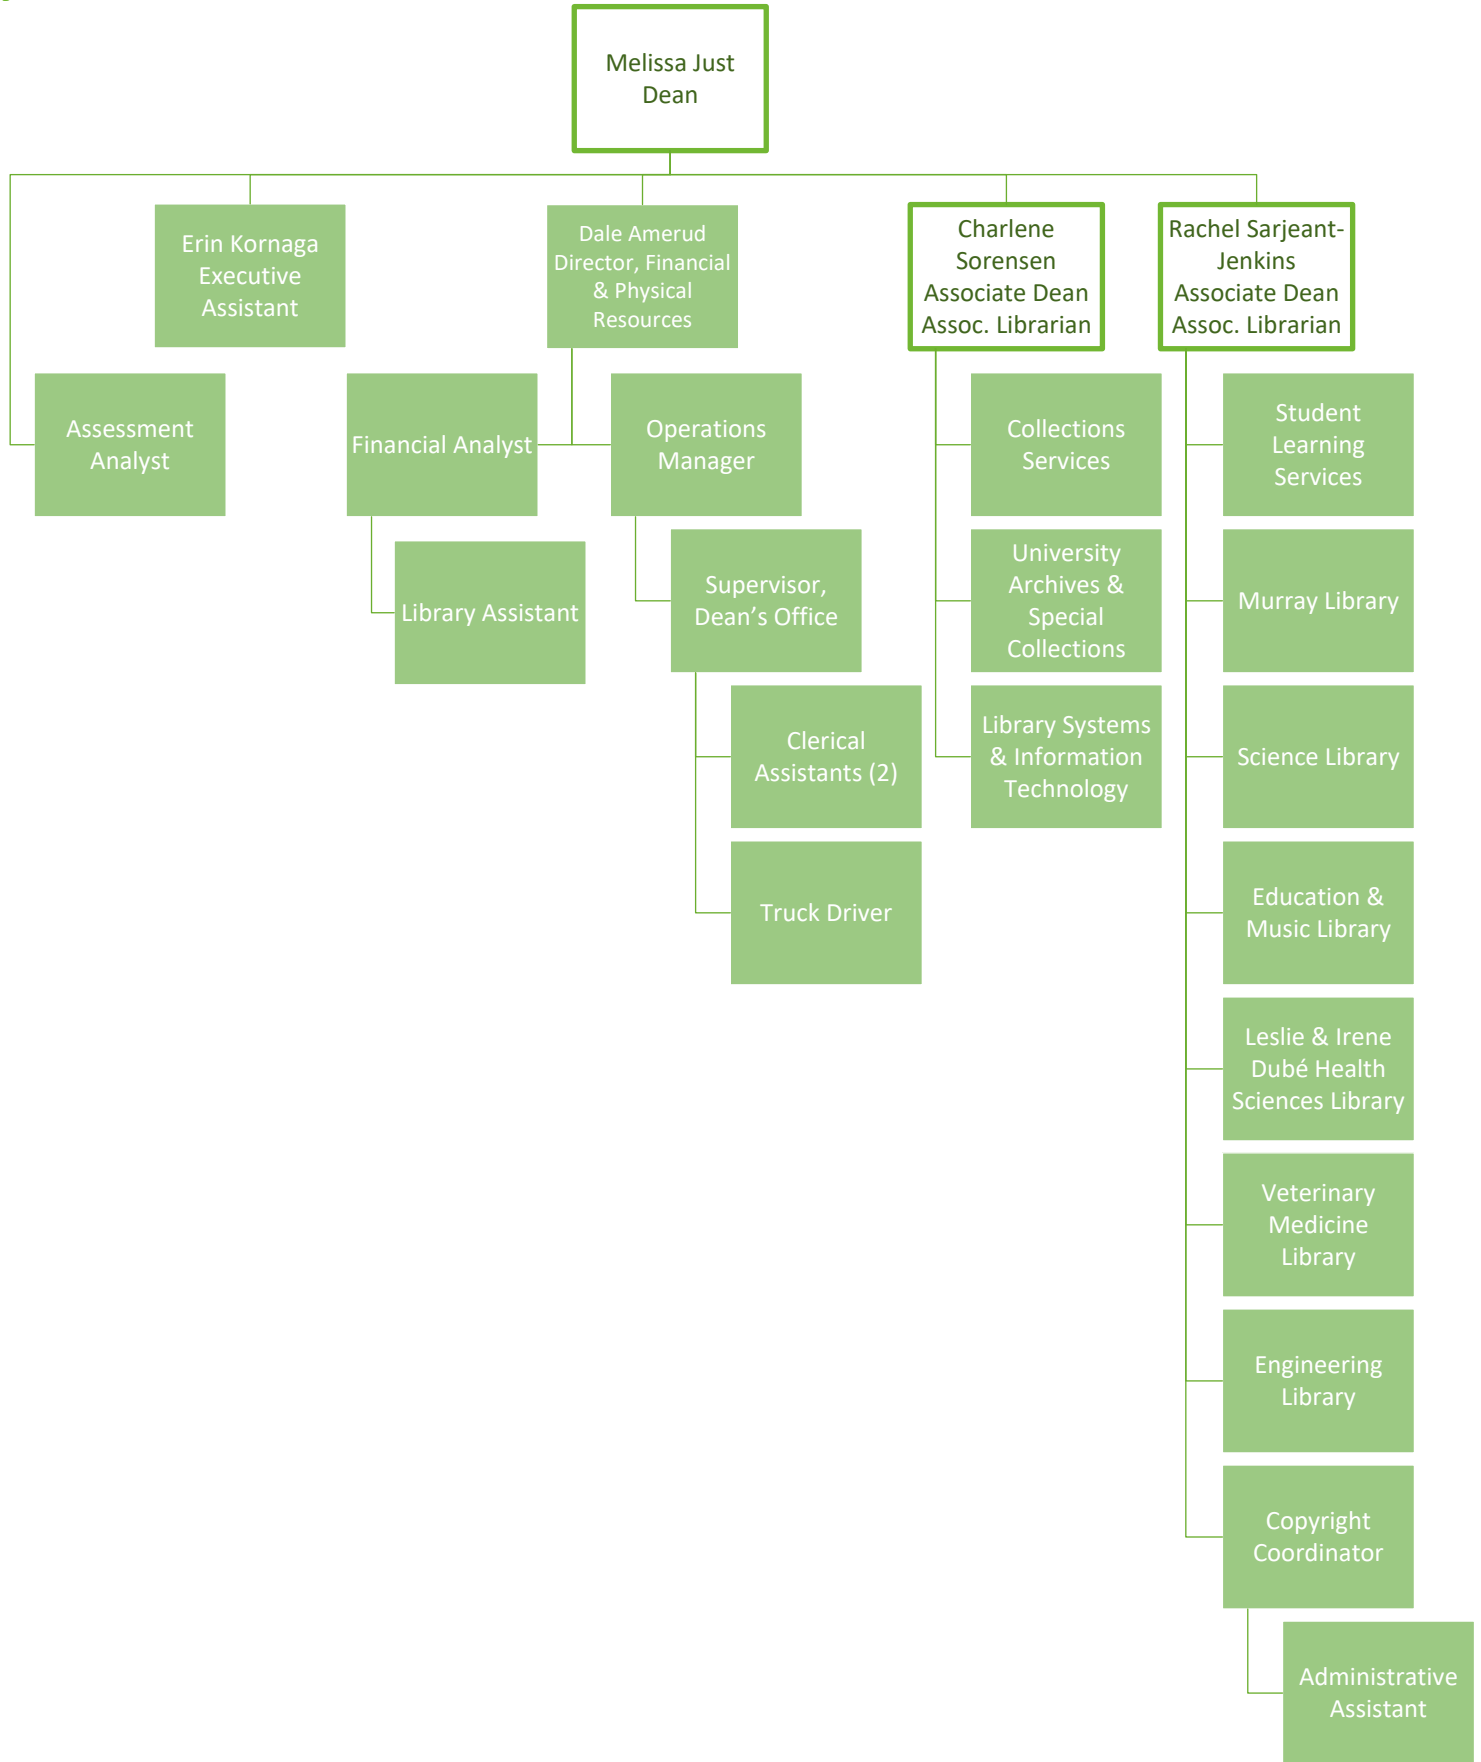 Melissa Just
Dean
Erin Kornaga
Executive
Assistant
Dale Amerud
Director, Financial
& Physical
Resources
Charlene
Sorensen
Associate Dean
Assoc. Librarian
Rachel Sarjeant-
Jenkins
Associate Dean
Assoc. Librarian
Assessment
Analyst
Financial Analyst
Operations
Manager
Collections
Services
Student
Learning
Services
Library Assistant
Supervisor,
Dean’s Office
University
Archives &
Special
Collections
Murray Library
Clerical
Assistants (2)
Library Systems
& Information
Technology
Science Library
Truck Driver
Education &
Music Library
Leslie & Irene
Dubé Health
Sciences Library
Veterinary
Medicine
Library
Engineering
Library
Copyright
Coordinator
Administrative
Assistant